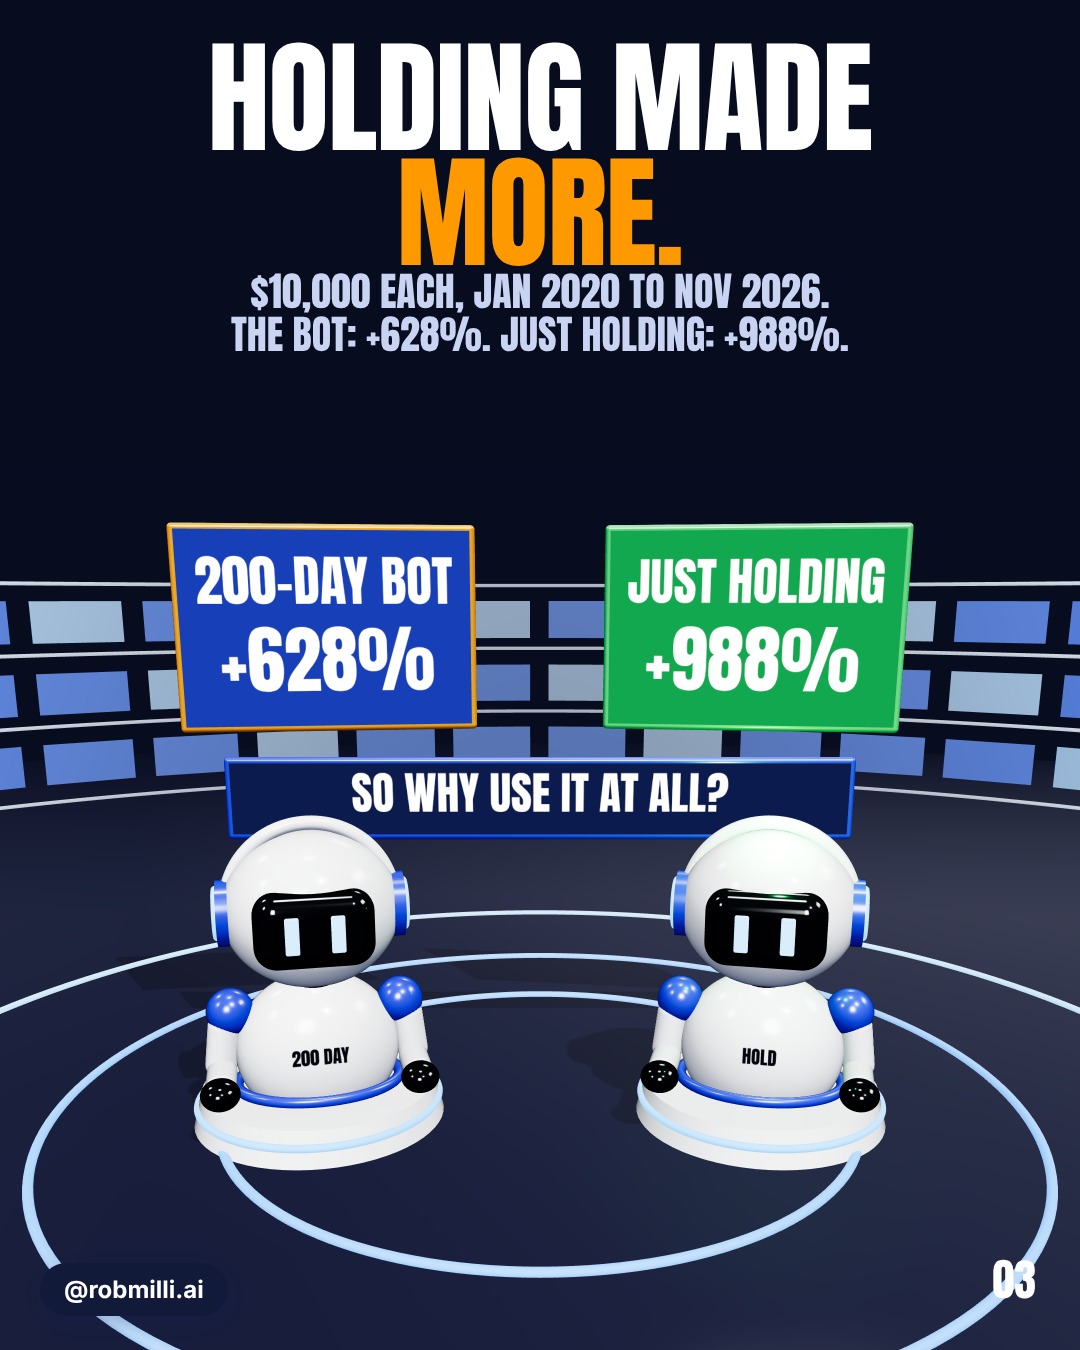 HOLDING MADE
MORE.
$10,000 EACH, JAN 2020 TO NOV 2026.
THE BOT: +628%. JUST HOLDING: +988%.
200-DAY BOT
+628%
JUST HOLDING
+988%
SO WHY USE IT AT ALL?
200 DAY
HOLD
@robmilli.ai
03